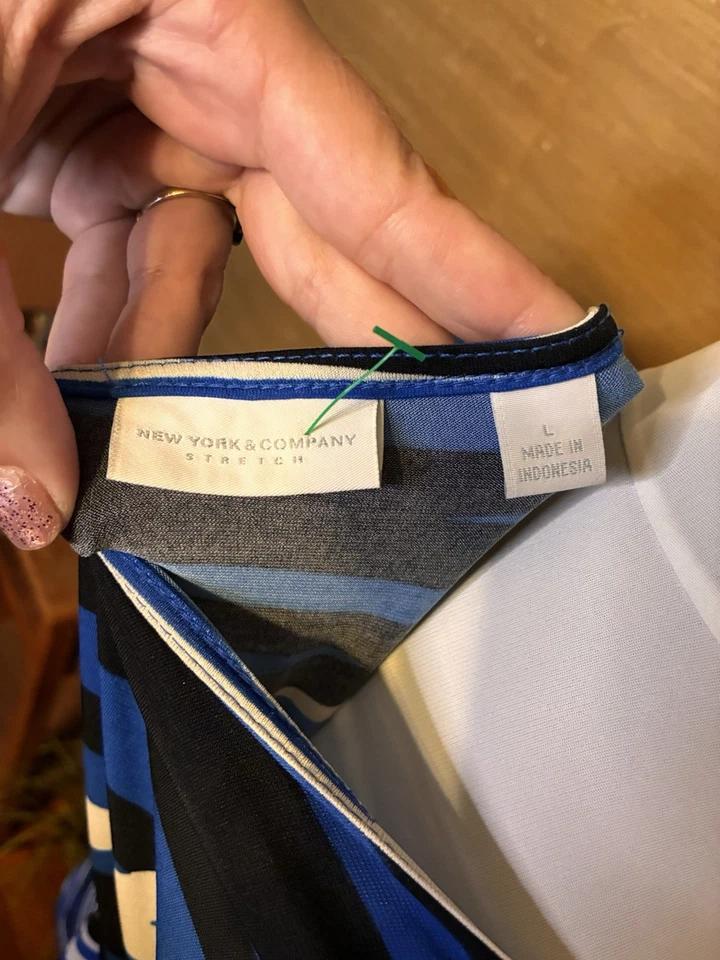 NEW YORK & COMPANY
STRETCH
L
MADE IN
INDONESIA